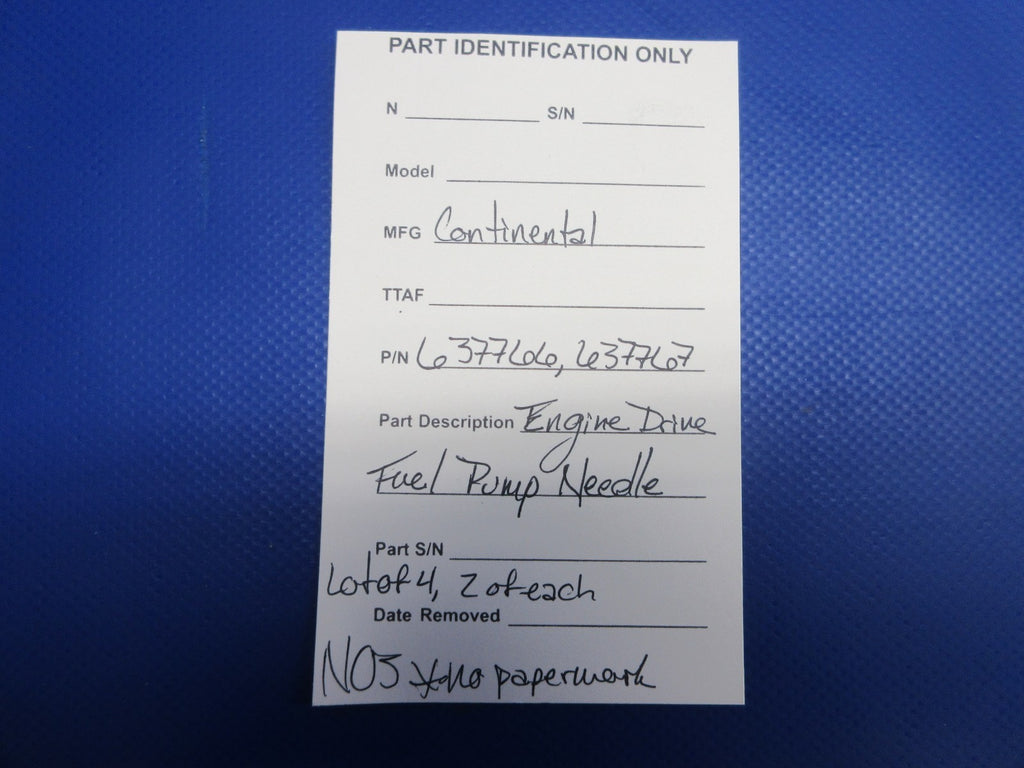 PART IDENTIFICATION ONLY
N S/N
Model
MFG Continental
TTAF
P/N 637766, 637767
Part Description Engine Drive
Fuel Pump Needle
Part S/N
Lot of 4, 2 of each
Date Removed
NOS *no paperwork